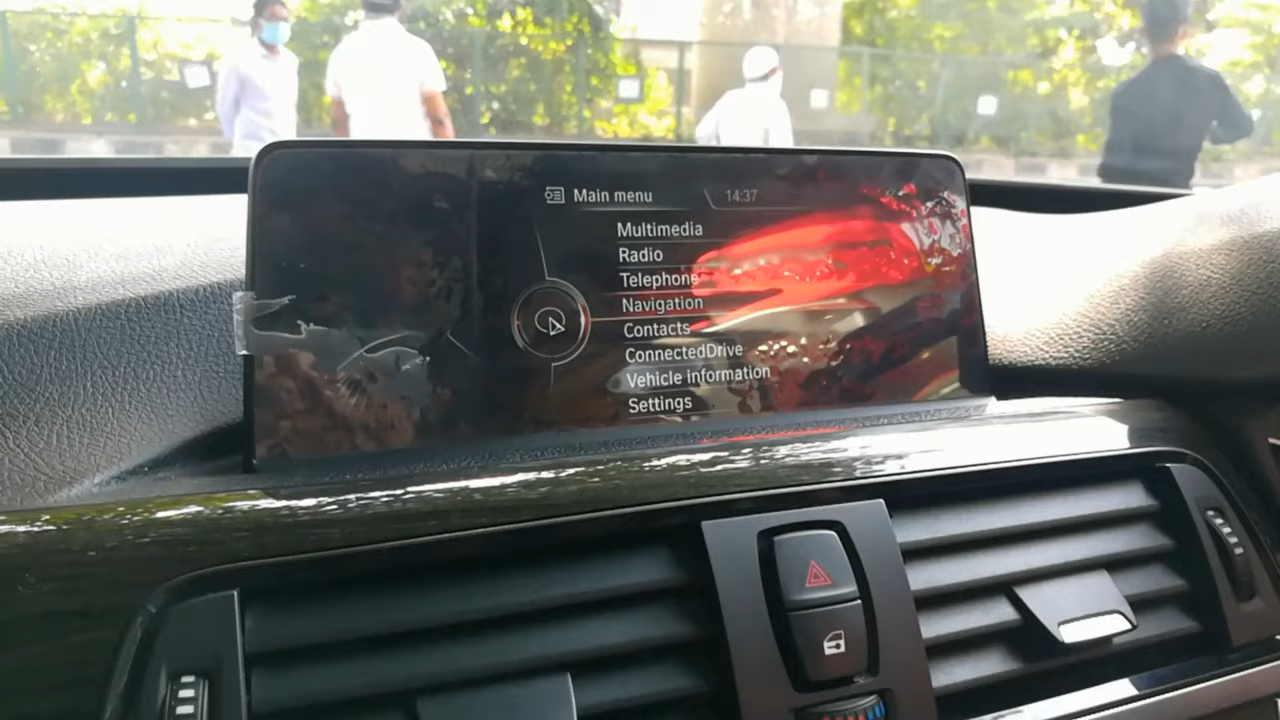 Main menu 14:37
Multimedia
Radio
Telephone
Navigation
Contacts
ConnectedDrive
Vehicle information
Settings